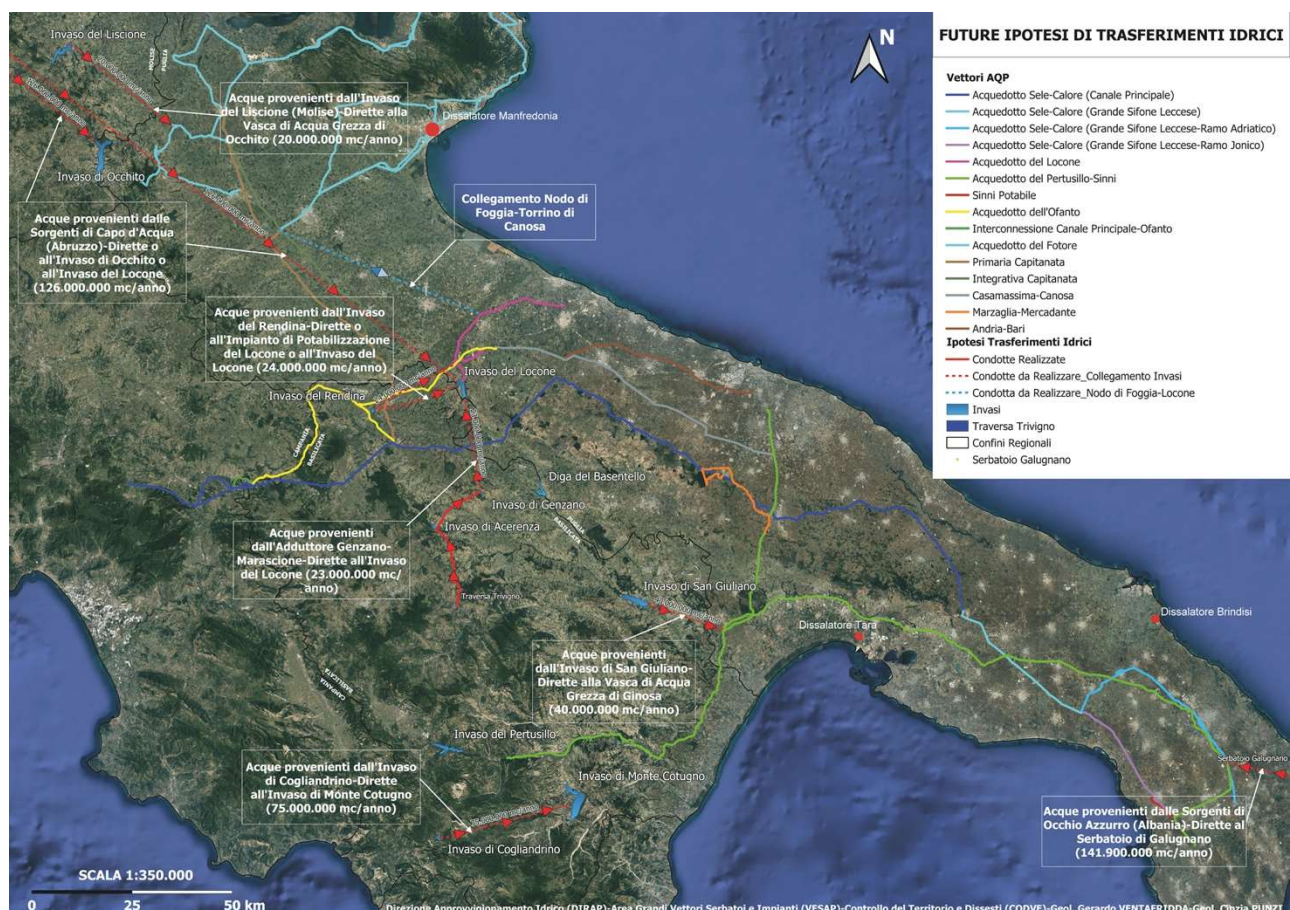 FUTURE IPOTESI DI TRASFERIMENTI IDRICI
Vettori AQP
Acquedotto Sele-Calore (Canale Principale)
Acquedotto Sele-Calore (Grande Sifone Leccese)
Acquedotto Sele-Calore (Grande Sifone Leccese-Ramo Adriatico)
Acquedotto Sele-Calore (Grande Sifone Leccese-Ramo Jonico)
Acquedotto del Locone
Acquedotto del Pertusillo-Sinni
Sinni Potabile
Acquedotto dell'Ofanto
Interconnessione Canale Principale-Ofanto
Acquedotto del Fotore
Primaria Capitanata
Integrativa Capitanata
Casamassima-Canosa
Marzaglia-Mercadante
Andria-Bari
Ipotesi Trasferimenti Idrici
Condotte Realizzate
Condotte da Realizzare_Collegamento Invasi
Condotta da Realizzare_Nodo di Foggia-Locone
Invasi
Traversa Trivigno
Confini Regionali
Serbatoio Galugnano
N
Invaso del Liscione
MOLISE
PUGLIA
Acque provenienti dall'Invaso
del Liscione (Molise)-Dirette alla
Vasca di Acqua Grezza di
Occhito (20.000.000 mc/anno)
Dissalatore Manfredonia
Invaso di Occhito
Collegamento Nodo di
Foggia-Torrino di
Canosa
Acque provenienti dalle
Sorgenti di Capo d'Acqua
(Abruzzo)-Dirette o
all'Invaso di Occhito o
all'Invaso del Locone
(126.000.000 mc/anno)
Acque provenienti dall'Invaso
del Rendina-Dirette o
all'Impianto di Potabilizzazione
del Locone o all'Invaso del
Locone (24.000.000 mc/anno)
Invaso del Locone
Invaso del Rendina
CAMPANIA
BASILICATA
Diga del Basentello
Invaso di Genzano
PUGLIA
BASILICATA
Invaso di Acerenza
Acque provenienti
dall'Adduttore Genzano-
Marascione-Dirette all'Invaso
del Locone (23.000.000 mc/
anno)
Traversa Trivigno
Invaso di San Giuliano
Dissalatore Tara
Dissalatore Brindisi
Acque provenienti
dall'Invaso di San Giuliano-
Dirette alla Vasca di Acqua
Grezza di Ginosa
(40.000.000 mc/anno)
BASILICATA
CAMPANIA
Invaso del Pertusillo
Acque provenienti dall'Invaso
di Cogliandrino-Dirette
all'Invaso di Monte Cotugno
(75.000.000 mc/anno)
Invaso di Monte Cotugno
75.000.000 mc/anno
Invaso di Cogliandrino
Serbatoio Galugnano
Acque provenienti dalle Sorgenti di
Occhio Azzurro (Albania)-Dirette al
Serbatoio di Galugnano
(141.900.000 mc/anno)
SCALA 1:350.000
0 25 50 km
Direzione Approvvigionamento Idrico (DIRAP)-Area Grandi Vettori Serbatoi e Impianti (VESAP)-Controllo del Territorio e Dissesti (CODVE)-Geol. Gerardo VENTAFRIDDA-Geol. Cinzia PUNZI